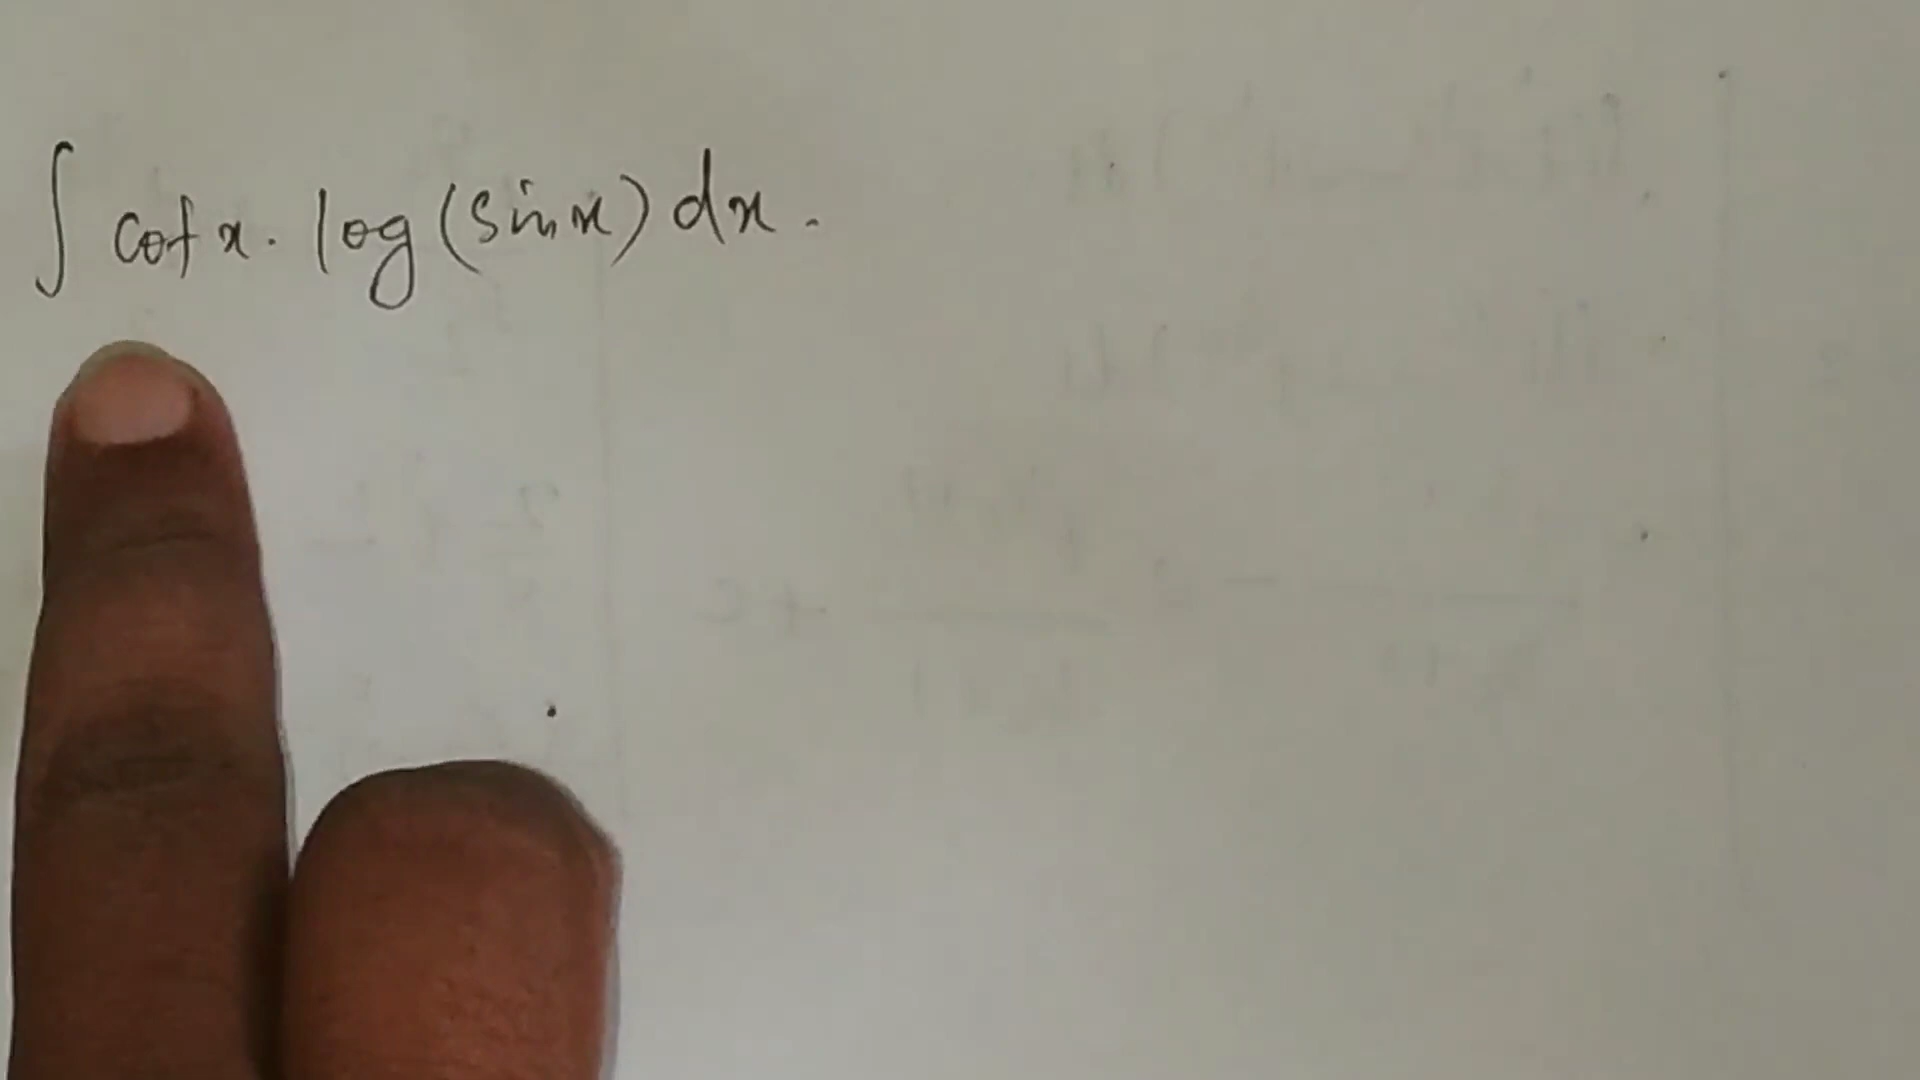 ∫ cot x . log (sin x) dx .